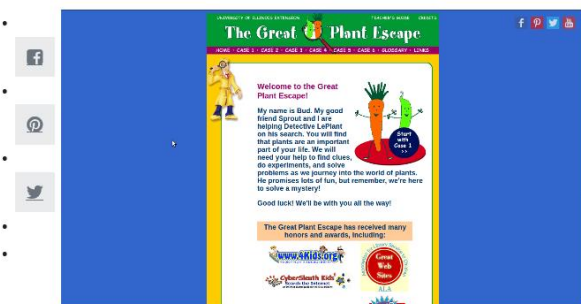 UNIVERSITY OF ILLINOIS EXTENSION TEACHER'S GUIDE CREDITS
The Great Plant Escape
HOME • CASE 1 • CASE 2 • CASE 3 • CASE 4 • CASE 5 • CASE 6 • GLOSSARY • LINKS
Welcome to the Great
Plant Escape!
My name is Bud. My good
friend Sprout and I are
helping Detective LePlant
on his search. You will find
that plants are an important
part of your life. We will
need your help to find clues,
do experiments, and solve
problems as we journey into the world of plants.
He promises lots of fun, but remember, we're here
to solve a mystery!
Start
with
Case 1
>>
Good luck! We'll be with you all the way!
The Great Plant Escape has received many
honors and awards, including:
www.4Kids.org
CyberSleuth Kids
Search the Internet
Great
Web
Sites
ALA